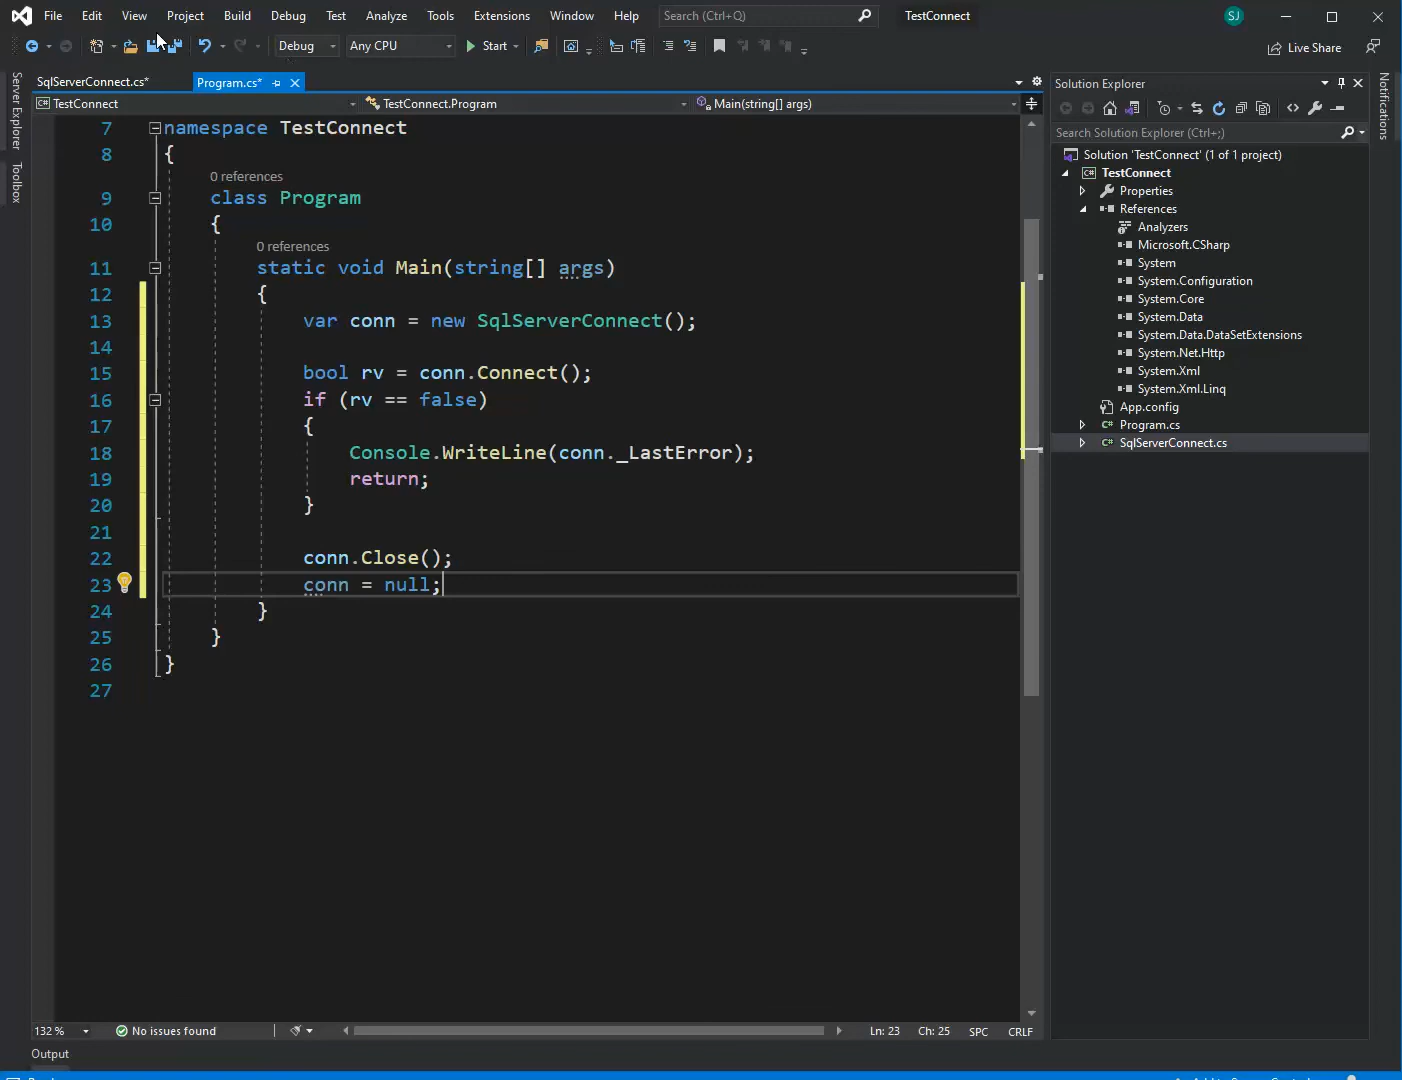 File Edit View Project Build Debug Test Analyze Tools Extensions Window Help Search (Ctrl+Q) TestConnect SJ
Debug Any CPU Start Live Share
SqlServerConnect.cs* Program.cs*
TestConnect TestConnect.Program Main(string[] args)
7 namespace TestConnect
8 {
0 references
9 class Program
10 {
0 references
11 static void Main(string[] args)
12 {
13 var conn = new SqlServerConnect();
14
15 bool rv = conn.Connect();
16 if (rv == false)
17 {
18 Console.WriteLine(conn._LastError);
19 return;
20 }
21
22 conn.Close();
23 conn = null;
24 }
25 }
26 }
27
132 % No issues found Ln: 23 Ch: 25 SPC CRLF
Output
Server Explorer
Toolbox
Solution Explorer
Search Solution Explorer (Ctrl+;)
Solution 'TestConnect' (1 of 1 project)
C# TestConnect
Properties
References
Analyzers
Microsoft.CSharp
System
System.Configuration
System.Core
System.Data
System.Data.DataSetExtensions
System.Net.Http
System.Xml
System.Xml.Linq
App.config
C# Program.cs
C# SqlServerConnect.cs
Notifications